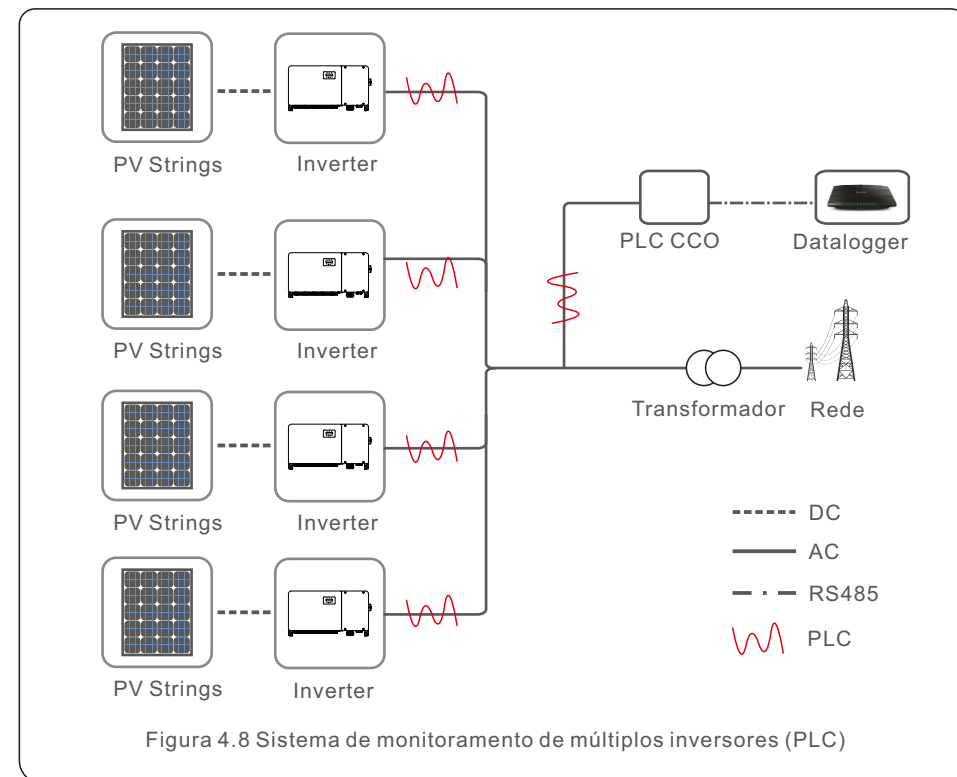 PV Strings
Inverter
PLC CCO
Datalogger
PV Strings
Inverter
Transformador
Rede
PV Strings
Inverter
DC
AC
RS485
PLC
PV Strings
Inverter
Figura 4.8 Sistema de monitoramento de múltiplos inversores (PLC)